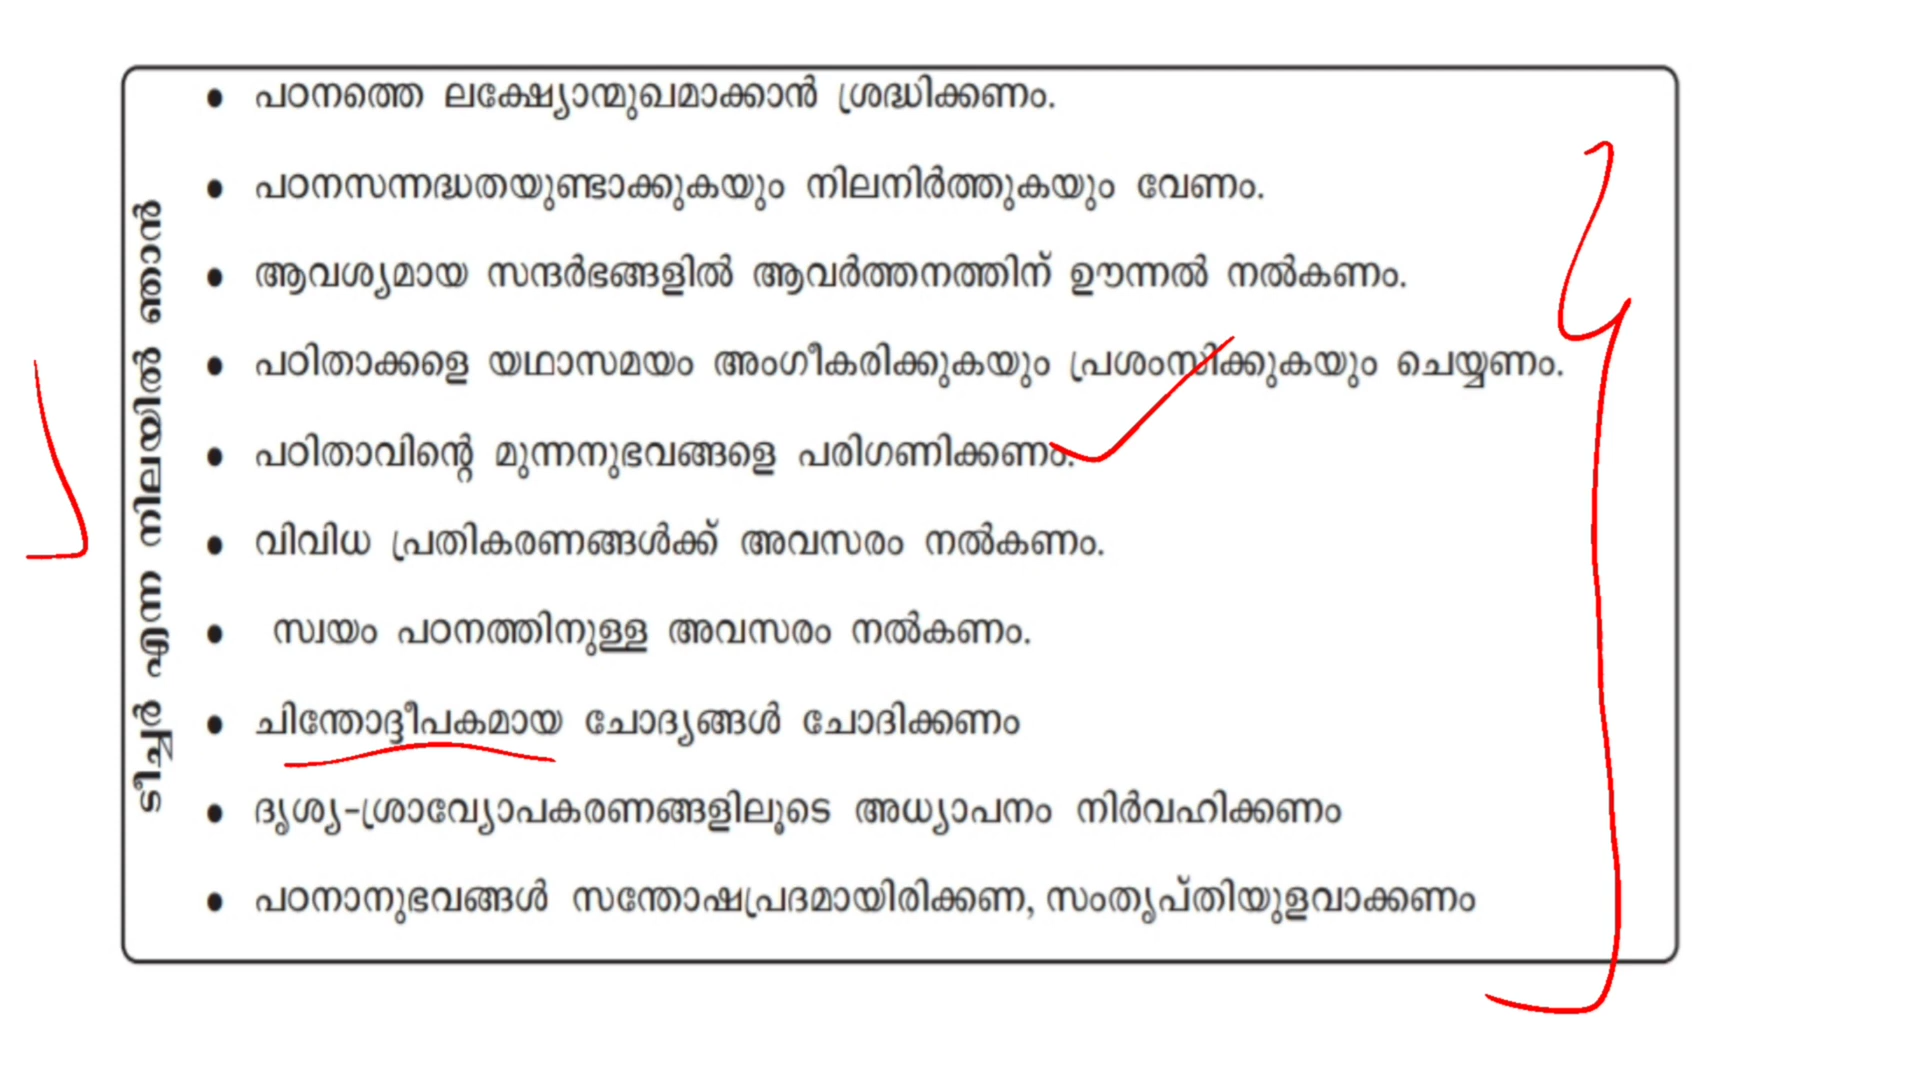 ടീച്ചർ എന്ന നിലയിൽ ഞാൻ
• പഠനത്തെ ലക്ഷ്യോന്മുഖമാക്കാൻ ശ്രദ്ധിക്കണം.
• പഠനസന്നദ്ധതയുണ്ടാക്കുകയും നിലനിർത്തുകയും വേണം.
• ആവശ്യമായ സന്ദർഭങ്ങളിൽ ആവർത്തനത്തിന് ഊന്നൽ നൽകണം.
• പഠിതാക്കളെ യഥാസമയം അംഗീകരിക്കുകയും പ്രശംസിക്കുകയും ചെയ്യണം.
• പഠിതാവിന്റെ മുന്നനുഭവങ്ങളെ പരിഗണിക്കണം.
• വിവിധ പ്രതികരണങ്ങൾക്ക് അവസരം നൽകണം.
• സ്വയം പഠനത്തിനുള്ള അവസരം നൽകണം.
• ചിന്തോദ്ദീപകമായ ചോദ്യങ്ങൾ ചോദിക്കണം
• ദൃശ്യ-ശ്രാവ്യോപകരണങ്ങളിലൂടെ അധ്യാപനം നിർവഹിക്കണം
• പഠനാനുഭവങ്ങൾ സന്തോഷപ്രദമായിരിക്കണ, സംതൃപ്തിയുളവാക്കണം